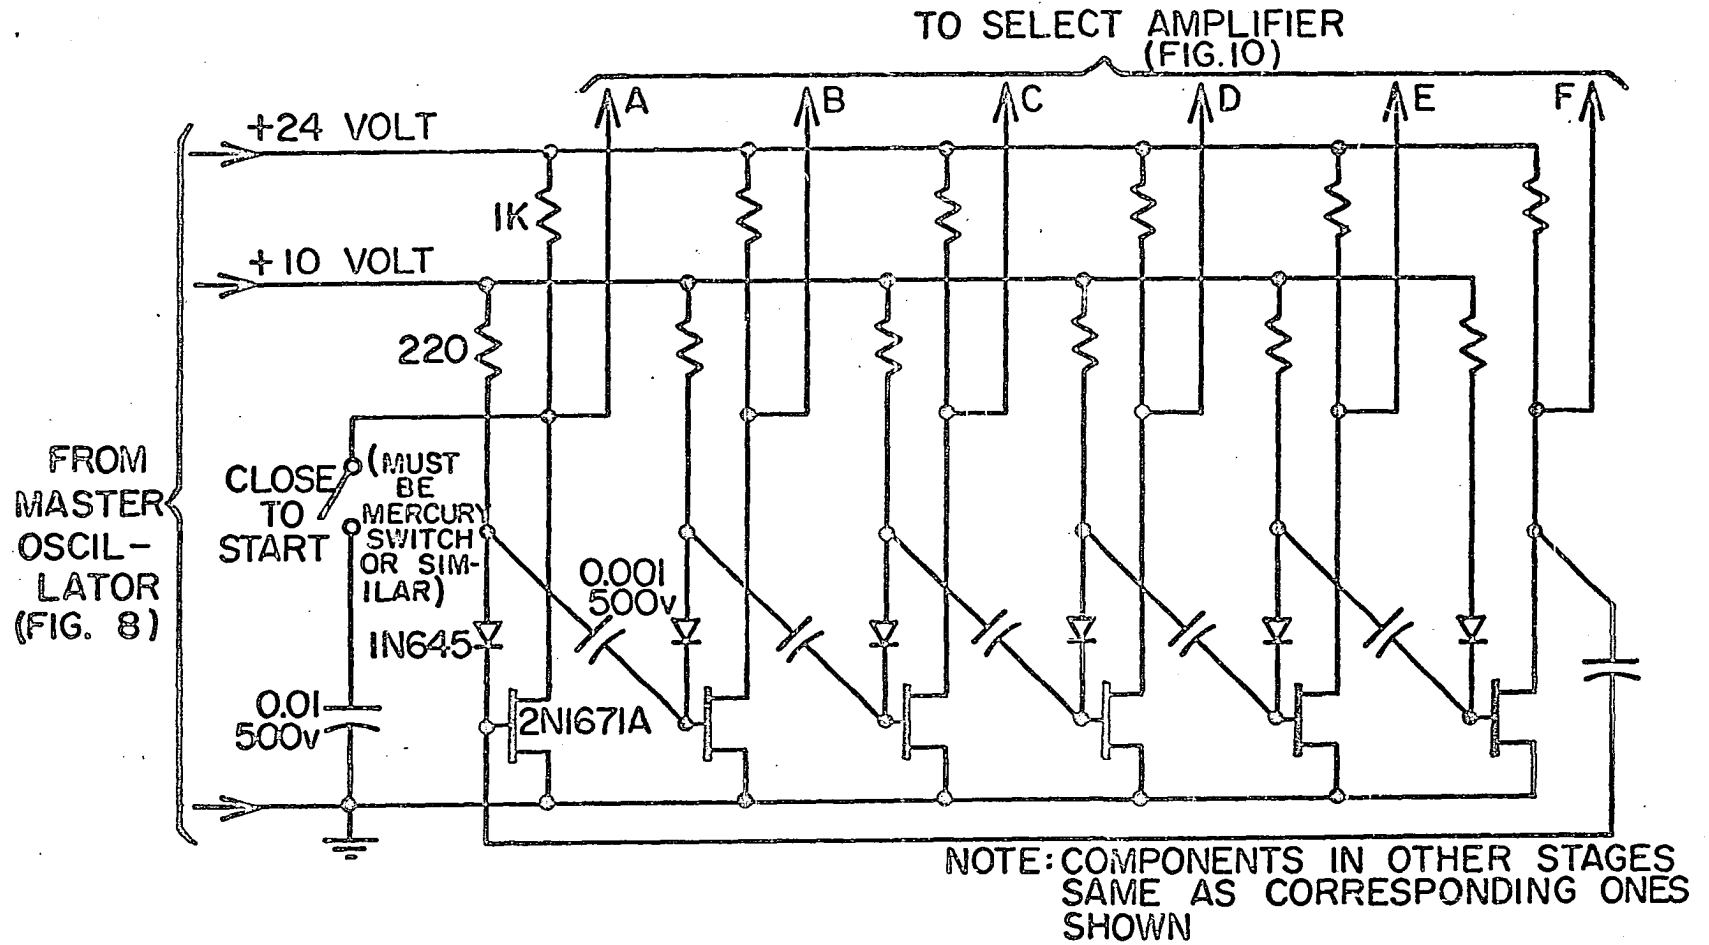 TO SELECT AMPLIFIER
(FIG.10)
A
B
C
D
E
F
+24 VOLT
1K
+10 VOLT
220
FROM
MASTER
OSCIL-
LATOR
(FIG. 8)
CLOSE
TO
START
(MUST
BE
MERCURY
SWITCH
OR SIM-
ILAR)
0.001
500v
1N645
0.01
500v
2N1671A
NOTE: COMPONENTS IN OTHER STAGES
SAME AS CORRESPONDING ONES
SHOWN